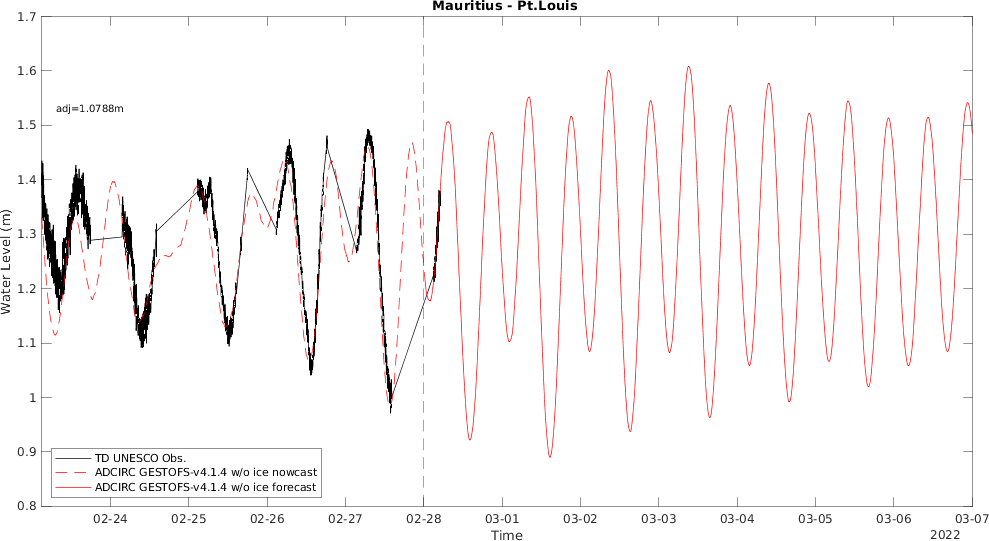 Mauritius - Pt.Louis
1.7
1.6
1.5
1.4
1.3
1.2
1.1
1
0.9
0.8
Water Level (m)
adj=1.0788m
TD UNESCO Obs.
ADCIRC GESTOFS-v4.1.4 w/o ice nowcast
ADCIRC GESTOFS-v4.1.4 w/o ice forecast
02-24 02-25 02-26 02-27 02-28 03-01 03-02 03-03 03-04 03-05 03-06 03-07
Time
2022